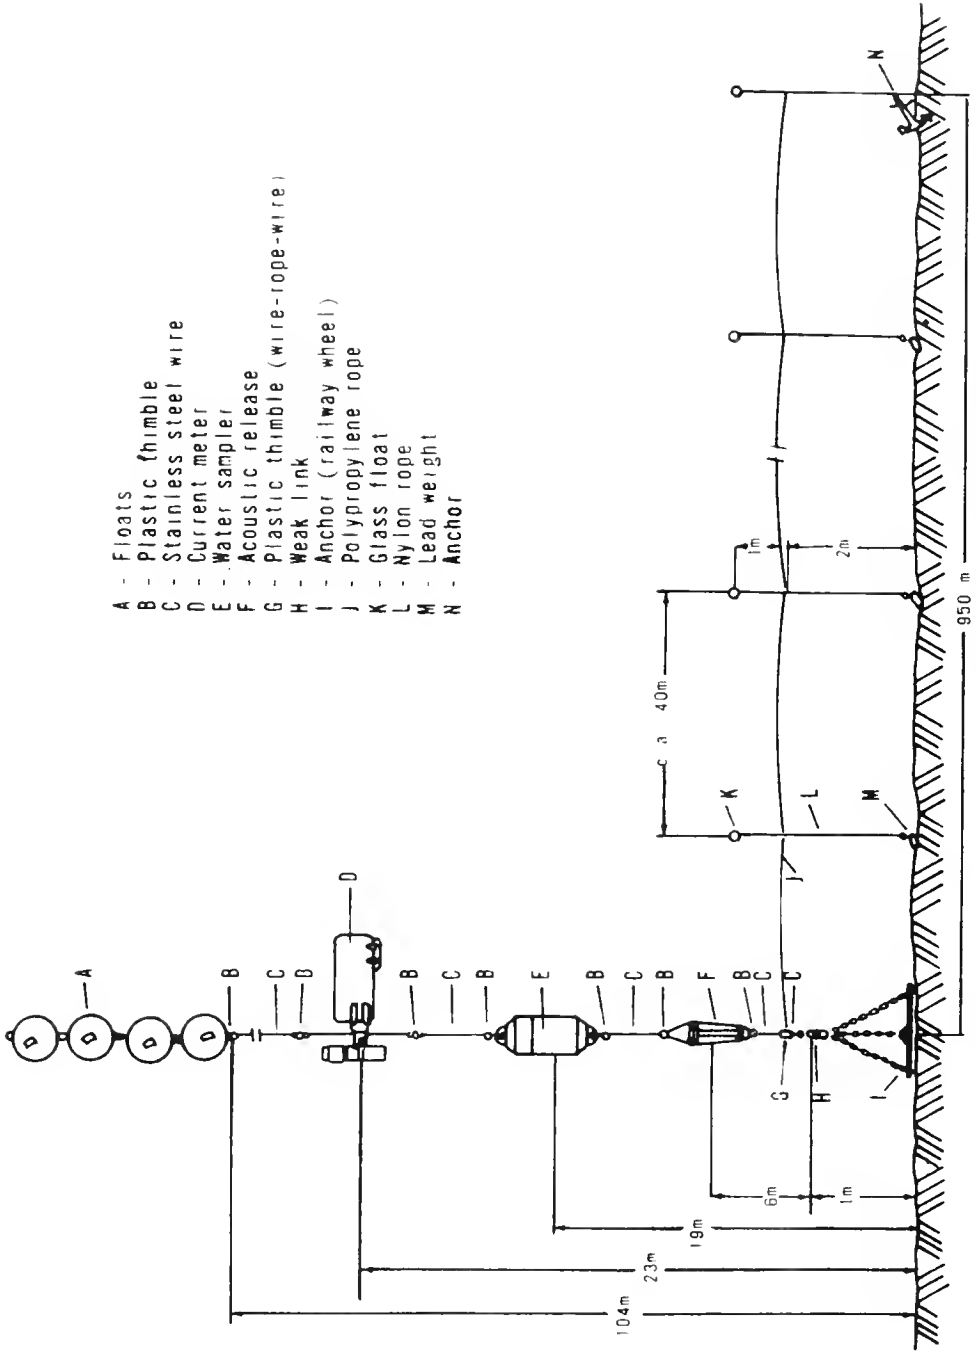 A - Floats
B - Plastic thimble
C - Stainless steel wire
D - Current meter
E - Water sampler
F - Acoustic release
G - Plastic thimble (wire-rope-wire)
H - Weak link
I - Anchor (railway wheel)
J - Polypropylene rope
K - Glass float
L - Nylon rope
M - Lead weight
N - Anchor
A
B
C
B
D
B
C
B
E
B
C
B
F
B
C
C
G
H
I
J
K
L
M
N
104m
23m
19m
6m
1m
ca 40m
1m
2m
950 m